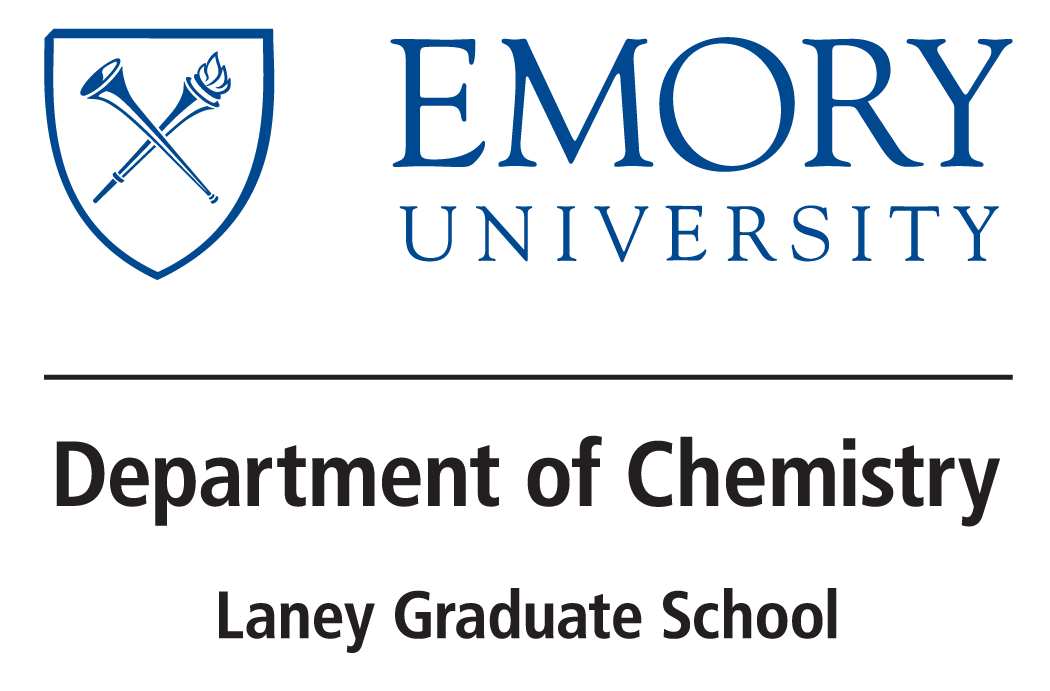 EMORY
UNIVERSITY
Department of Chemistry
Laney Graduate School